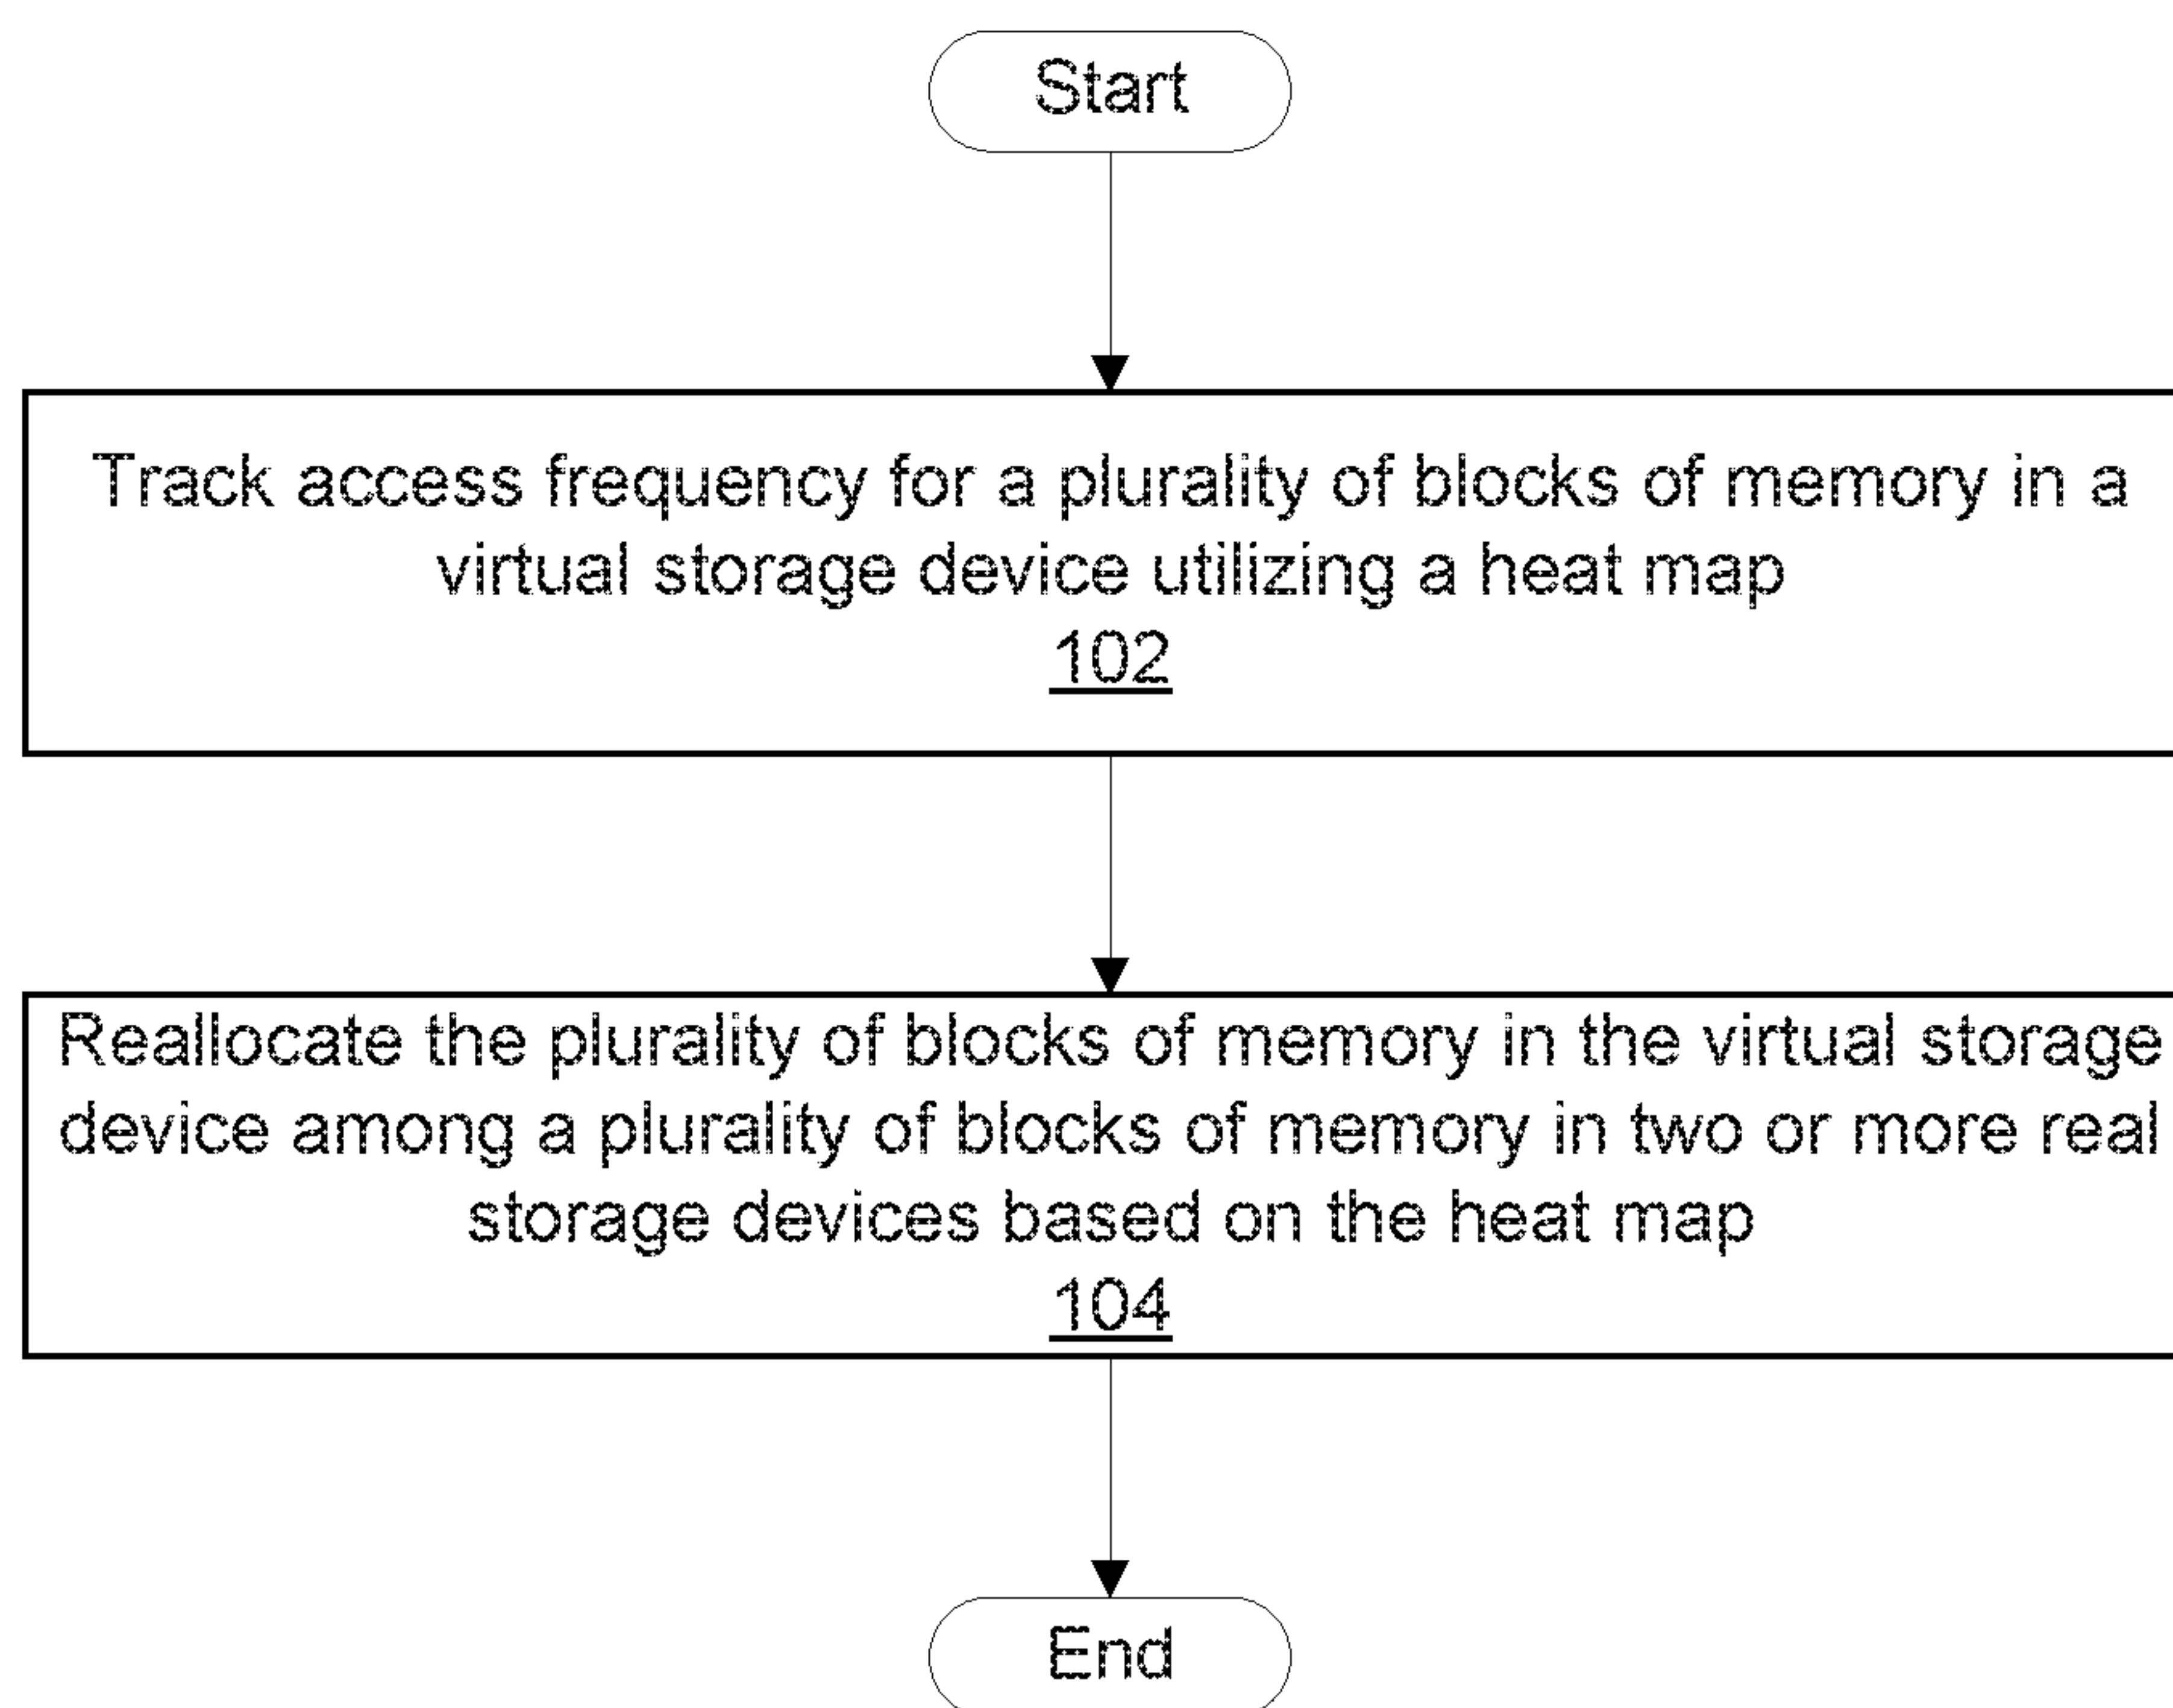 Start
Track access frequency for a plurality of blocks of memory in a
virtual storage device utilizing a heat map
102
Reallocate the plurality of blocks of memory in the virtual storage
device among a plurality of blocks of memory in two or more real
storage devices based on the heat map
104
End